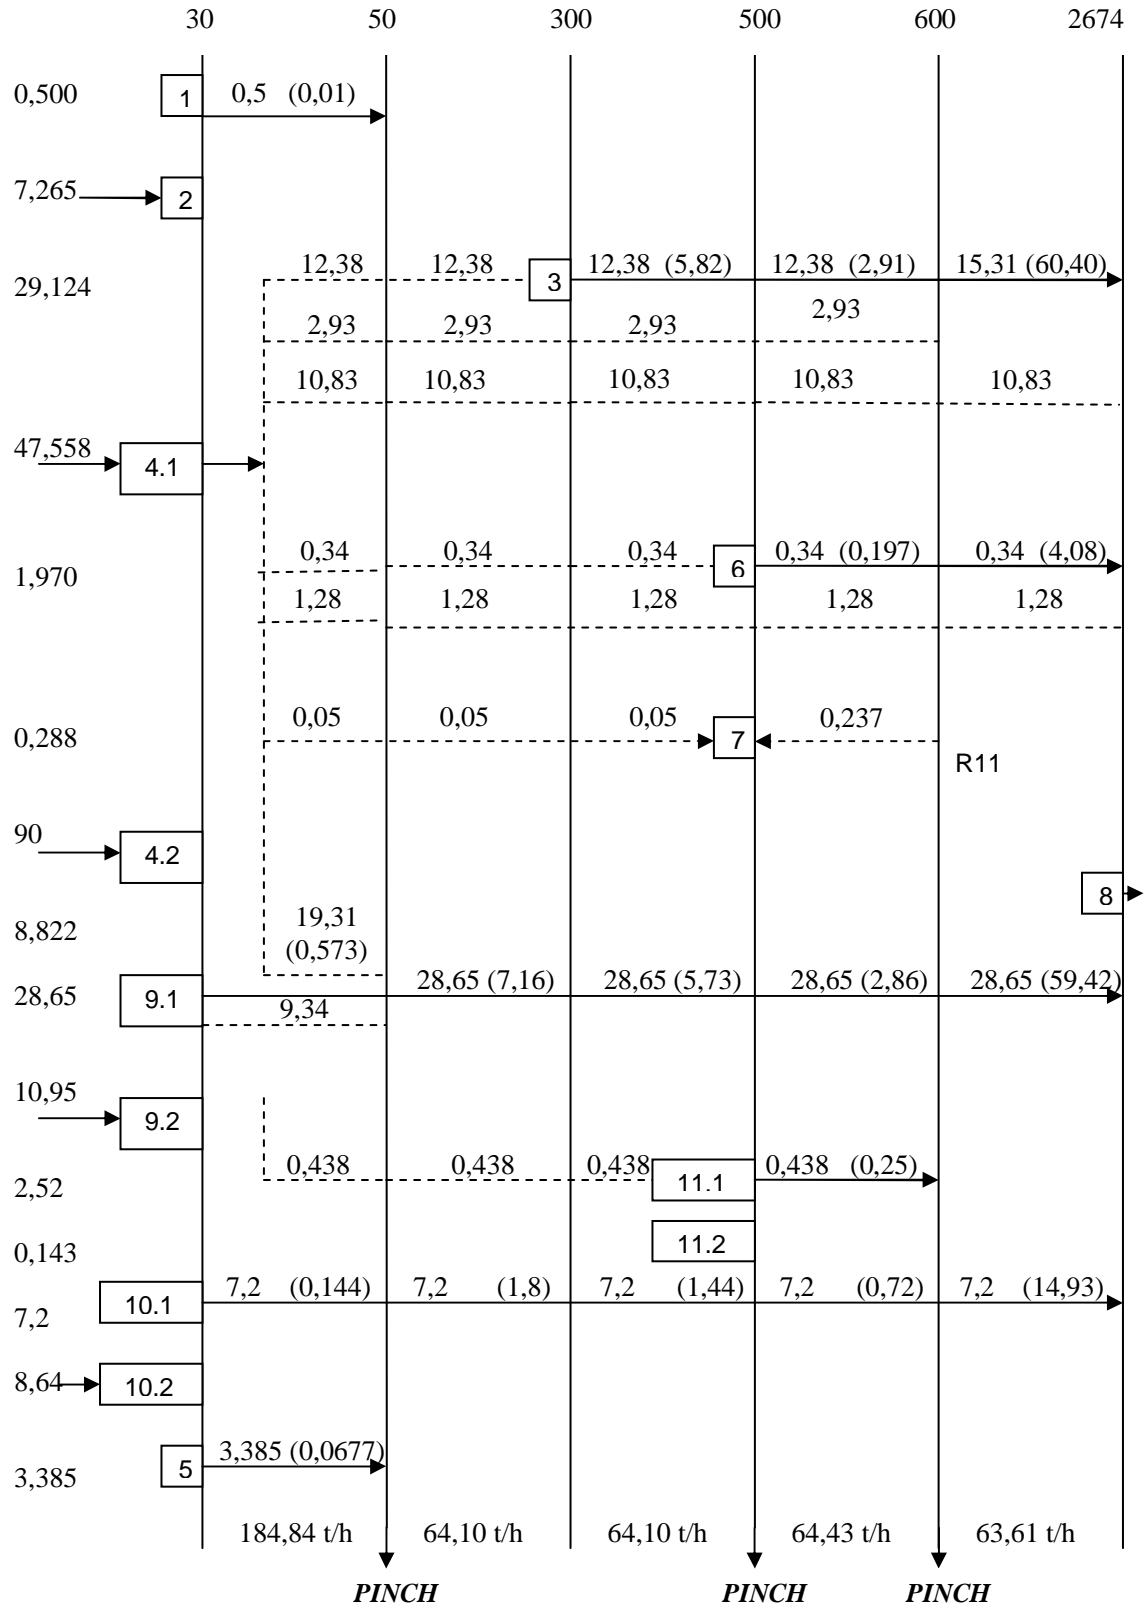 30 50 300 500 600 2674
0,500 1 0,5 (0,01)
7,265 2
12,38 12,38 3 12,38 (5,82) 12,38 (2,91) 15,31 (60,40)
29,124
2,93 2,93 2,93 2,93
10,83 10,83 10,83 10,83 10,83
47,558 4.1
0,34 0,34 0,34 6 0,34 (0,197) 0,34 (4,08)
1,970
1,28 1,28 1,28 1,28 1,28
0,05 0,05 0,05 7 0,237
0,288
R11
90 4.2
8
19,31
8,822
(0,573)
28,65 9.1 28,65 (7,16) 28,65 (5,73) 28,65 (2,86) 28,65 (59,42)
9,34
10,95 9.2
0,438 0,438 0,438 11.1 0,438 (0,25)
2,52
11.2
0,143
10.1 7,2 (0,144) 7,2 (1,8) 7,2 (1,44) 7,2 (0,72) 7,2 (14,93)
7,2
8,64 10.2
5 3,385 (0,0677)
3,385
184,84 t/h 64,10 t/h 64,10 t/h 64,43 t/h 63,61 t/h
PINCH PINCH PINCH